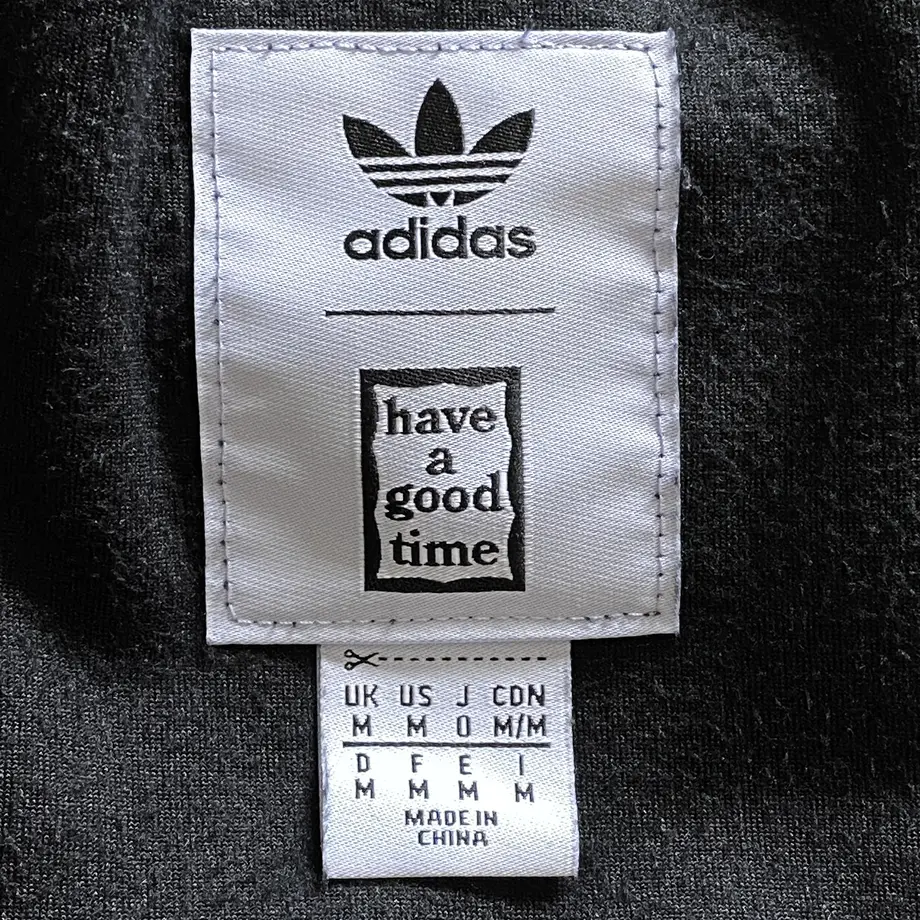 adidas
have
a
good
time
UK US J CDN
M M O M/M
D F E I
M M M M
MADE IN
CHINA